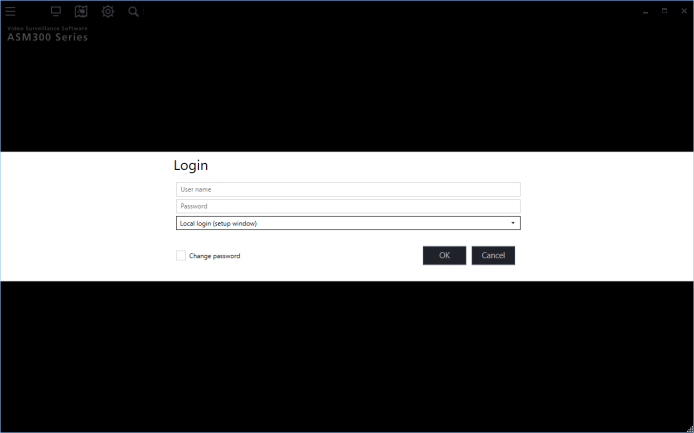 Video Surveillance Software
ASM300 Series
Login
User name
Password
Local login (setup window)
Change password
OK
Cancel